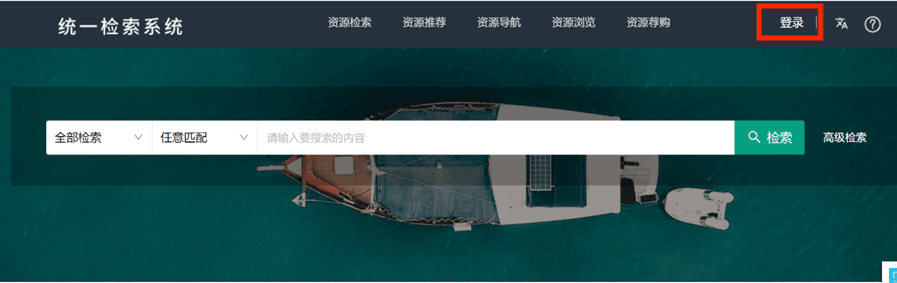 统一检索系统 资源检索 资源推荐 资源导航 资源浏览 资源荐购 登录
全部检索 任意匹配 请输入要搜索的内容 检索 高级检索